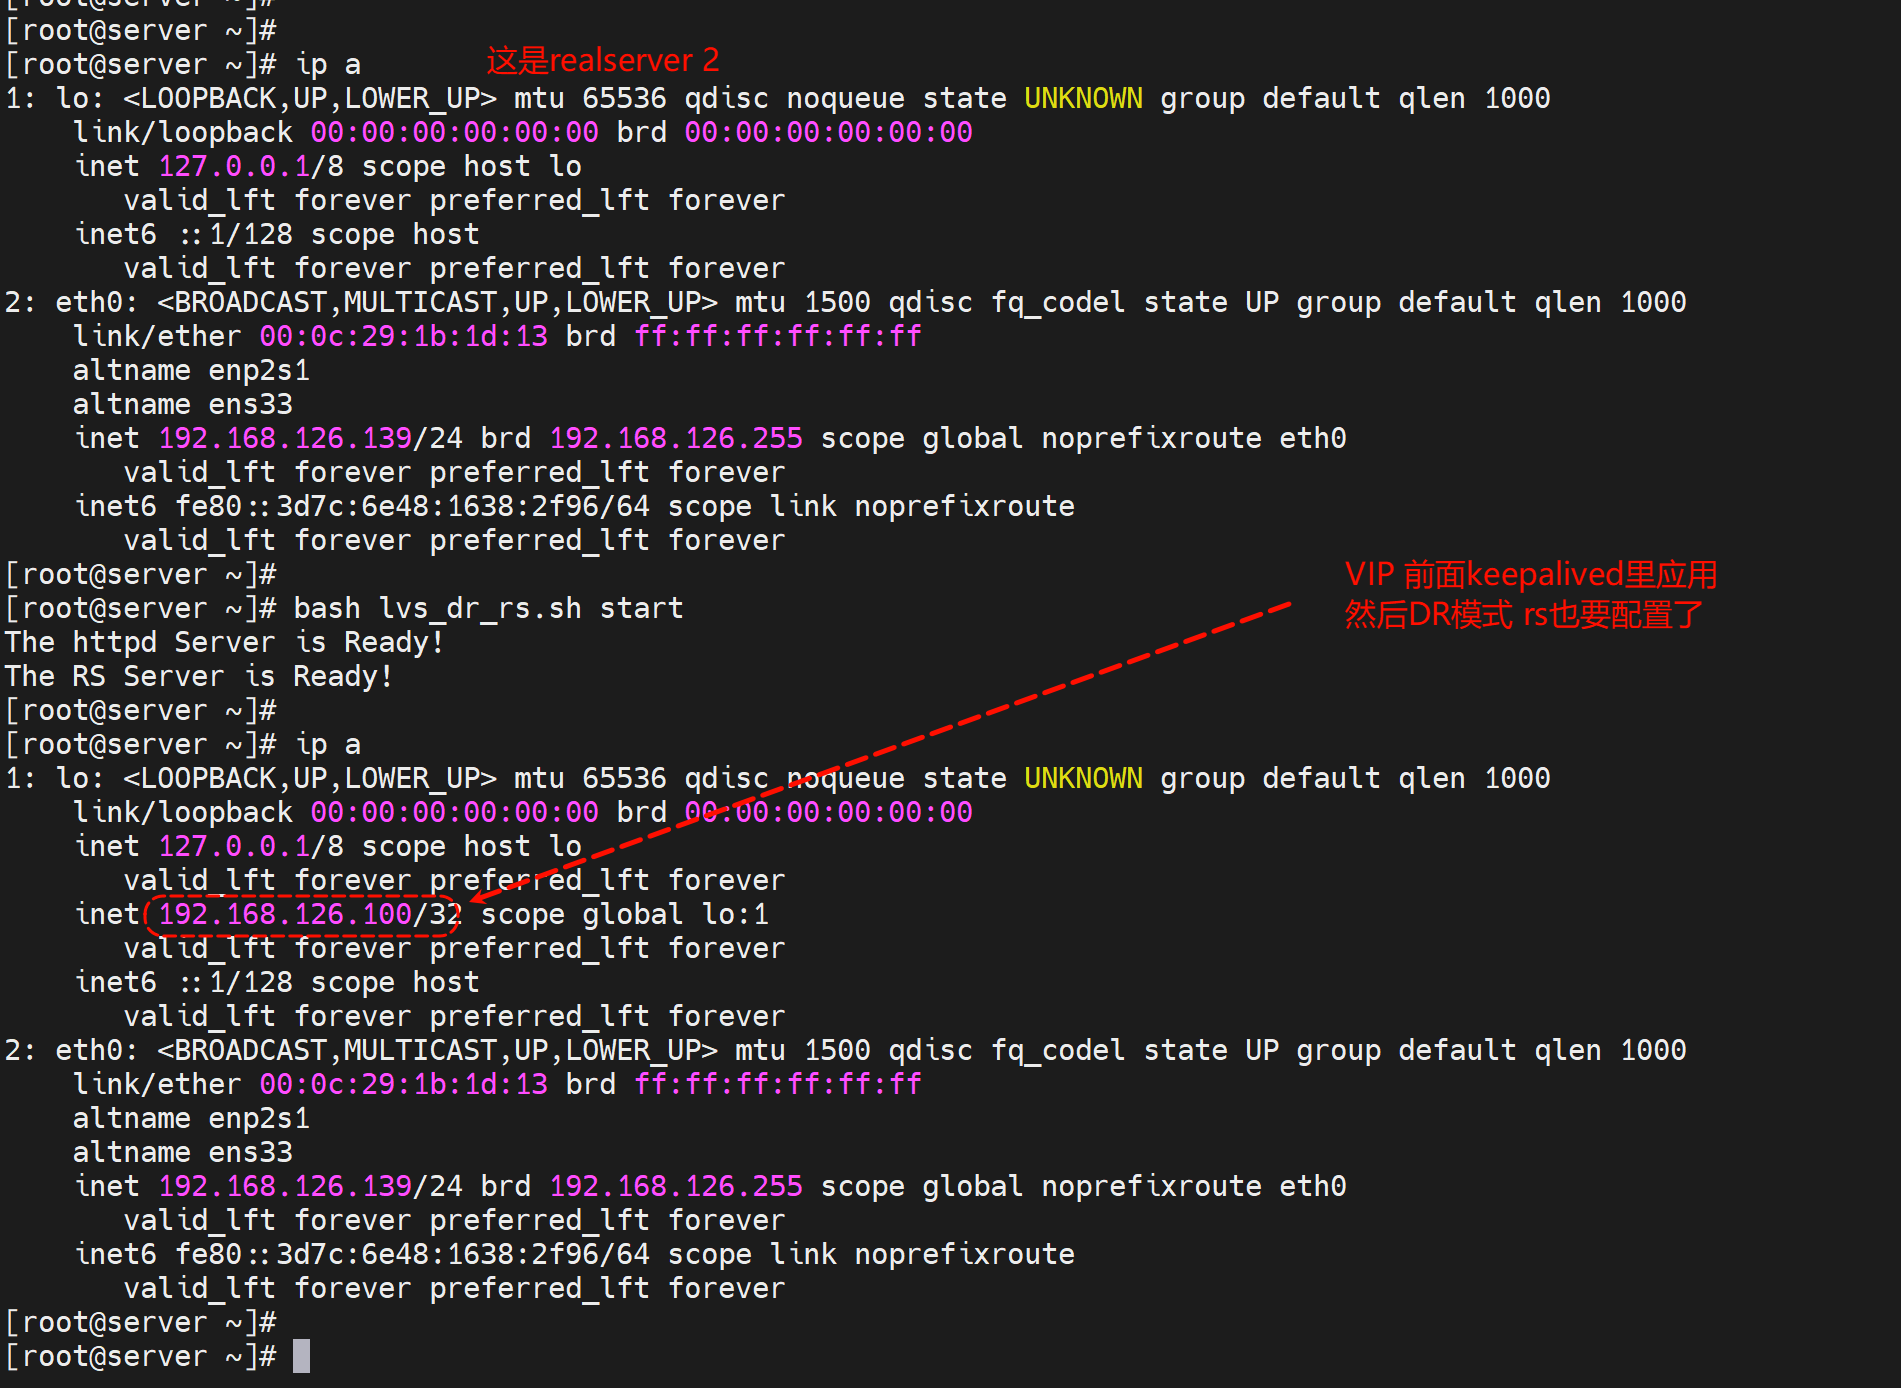 [root@server ~]#
[root@server ~]#
[root@server ~]# ip a
这是realserver 2
1: lo: <LOOPBACK,UP,LOWER_UP> mtu 65536 qdisc noqueue state UNKNOWN group default qlen 1000
    link/loopback 00:00:00:00:00:00 brd 00:00:00:00:00:00
    inet 127.0.0.1/8 scope host lo
       valid_lft forever preferred_lft forever
    inet6 ::1/128 scope host
       valid_lft forever preferred_lft forever
2: eth0: <BROADCAST,MULTICAST,UP,LOWER_UP> mtu 1500 qdisc fq_codel state UP group default qlen 1000
    link/ether 00:0c:29:1b:1d:13 brd ff:ff:ff:ff:ff:ff
    altname enp2s1
    altname ens33
    inet 192.168.126.139/24 brd 192.168.126.255 scope global noprefixroute eth0
       valid_lft forever preferred_lft forever
    inet6 fe80::3d7c:6e48:1638:2f96/64 scope link noprefixroute
       valid_lft forever preferred_lft forever
[root@server ~]#
VIP 前面keepalived里应用
然后DR模式 rs也要配置了
[root@server ~]# bash lvs_dr_rs.sh start
The httpd Server is Ready!
The RS Server is Ready!
[root@server ~]#
[root@server ~]# ip a
1: lo: <LOOPBACK,UP,LOWER_UP> mtu 65536 qdisc noqueue state UNKNOWN group default qlen 1000
    link/loopback 00:00:00:00:00:00 brd 00:00:00:00:00:00
    inet 127.0.0.1/8 scope host lo
       valid_lft forever preferred_lft forever
    inet 192.168.126.100/32 scope global lo:1
       valid_lft forever preferred_lft forever
    inet6 ::1/128 scope host
       valid_lft forever preferred_lft forever
2: eth0: <BROADCAST,MULTICAST,UP,LOWER_UP> mtu 1500 qdisc fq_codel state UP group default qlen 1000
    link/ether 00:0c:29:1b:1d:13 brd ff:ff:ff:ff:ff:ff
    altname enp2s1
    altname ens33
    inet 192.168.126.139/24 brd 192.168.126.255 scope global noprefixroute eth0
       valid_lft forever preferred_lft forever
    inet6 fe80::3d7c:6e48:1638:2f96/64 scope link noprefixroute
       valid_lft forever preferred_lft forever
[root@server ~]#
[root@server ~]#